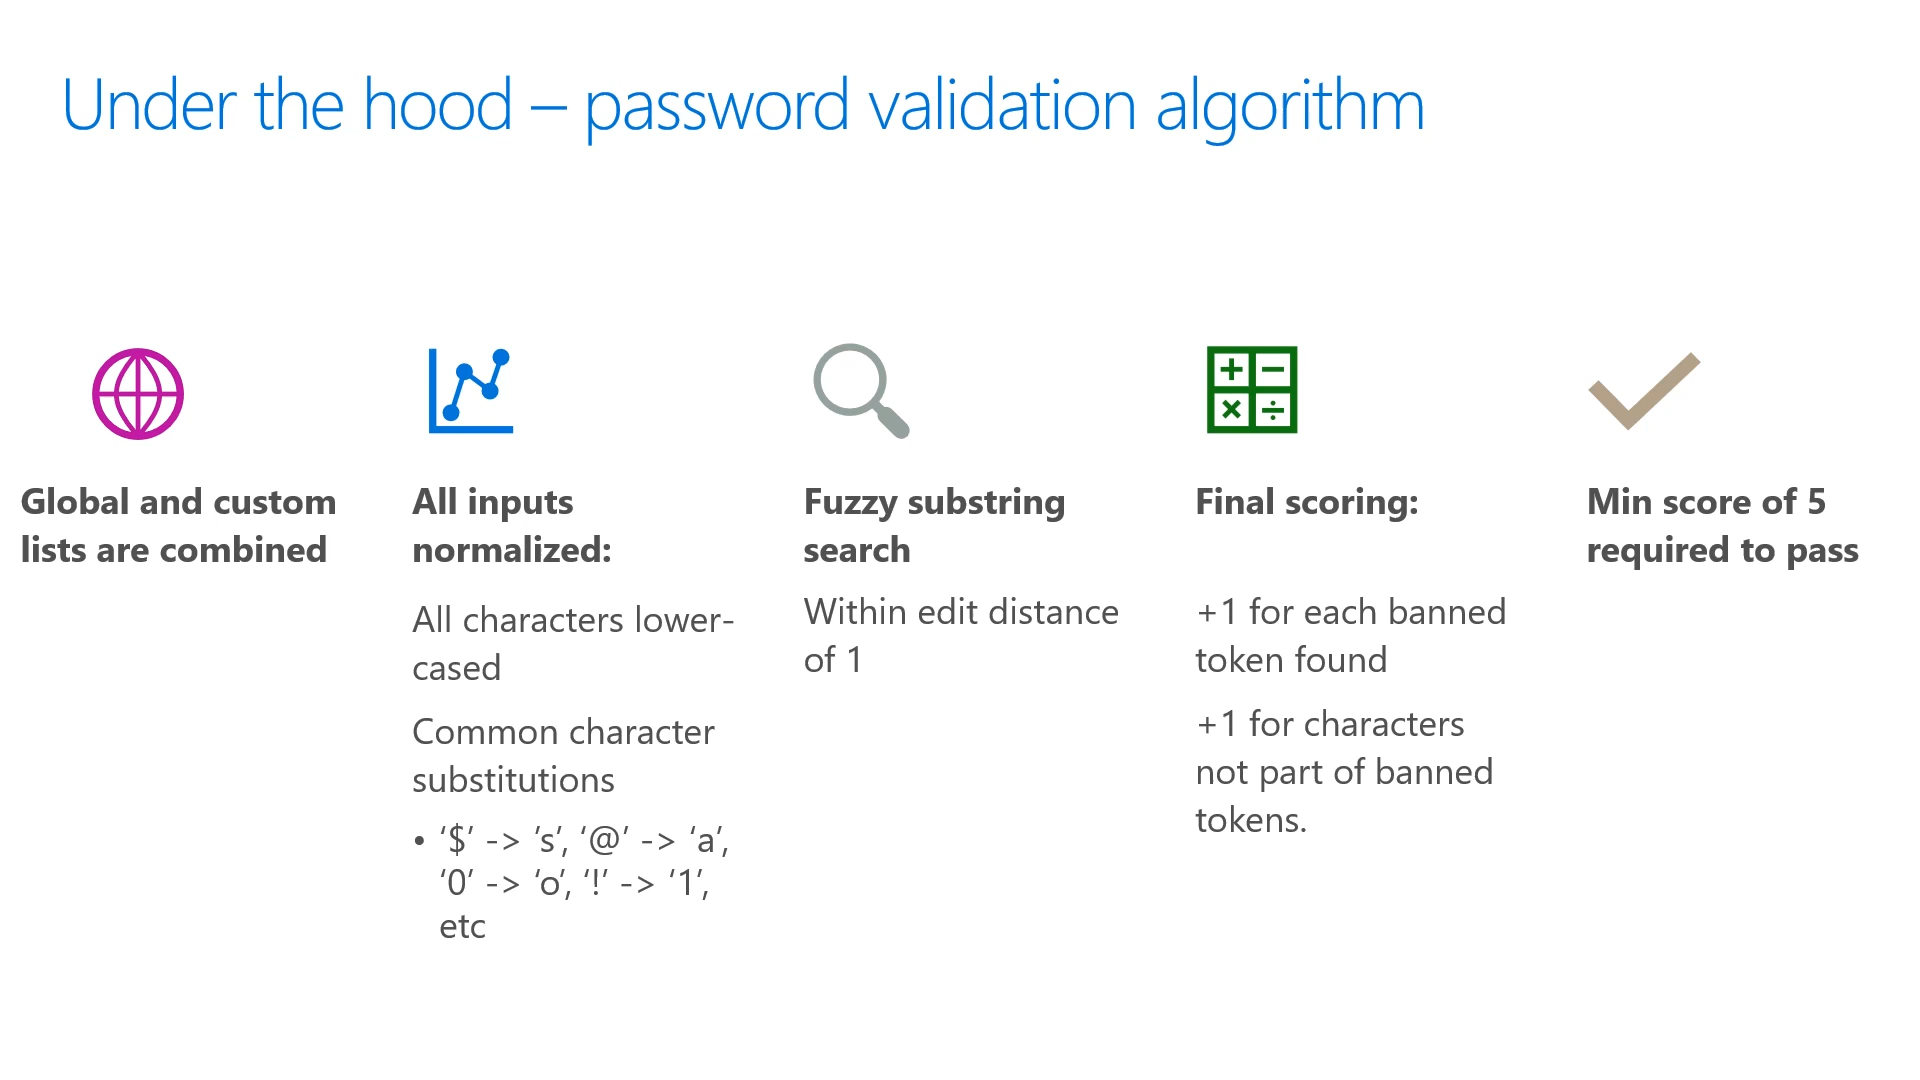 Under the hood – password validation algorithm
Global and custom
lists are combined
All inputs
normalized:
All characters lower-
cased
Common character
substitutions
• ‘$’ -> ’s’, ‘@’ -> ‘a’,
‘0’ -> ‘o’, ‘!’ -> ‘1’,
etc
Fuzzy substring
search
Within edit distance
of 1
Final scoring:
+1 for each banned
token found
+1 for characters
not part of banned
tokens.
Min score of 5
required to pass